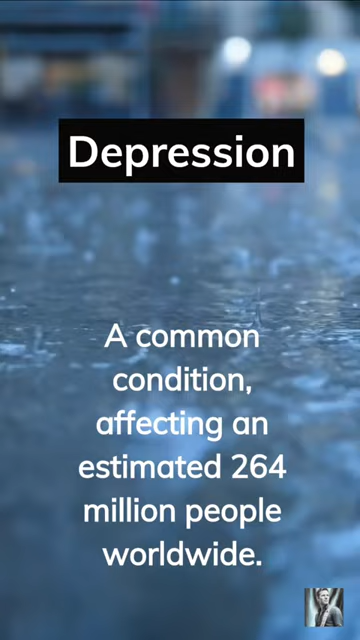 Depression
A common
condition,
affecting an
estimated 264
million people
worldwide.